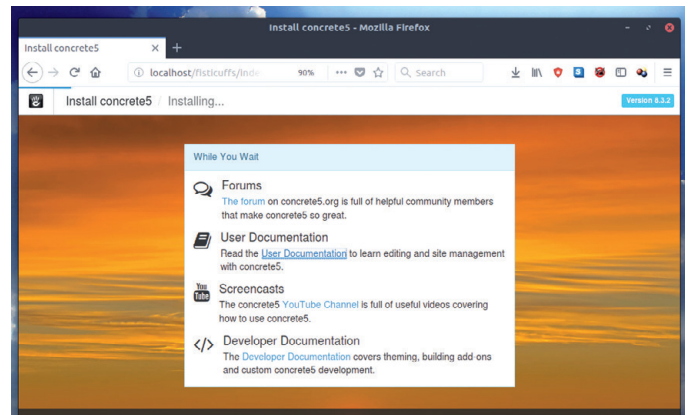 Install concrete5 - Mozilla Firefox
Install concrete5
localhost/fisticuffs/inde
90%
Search
Install concrete5 / Installing...
Version 8.3.2
While You Wait
Forums
The forum on concrete5.org is full of helpful community members
that make concrete5 so great.
User Documentation
Read the User Documentation to learn editing and site management
with concrete5.
You
Tube
Screencasts
The concrete5 YouTube Channel is full of useful videos covering
how to use concrete5.
Developer Documentation
The Developer Documentation covers theming, building add-ons
and custom concrete5 development.